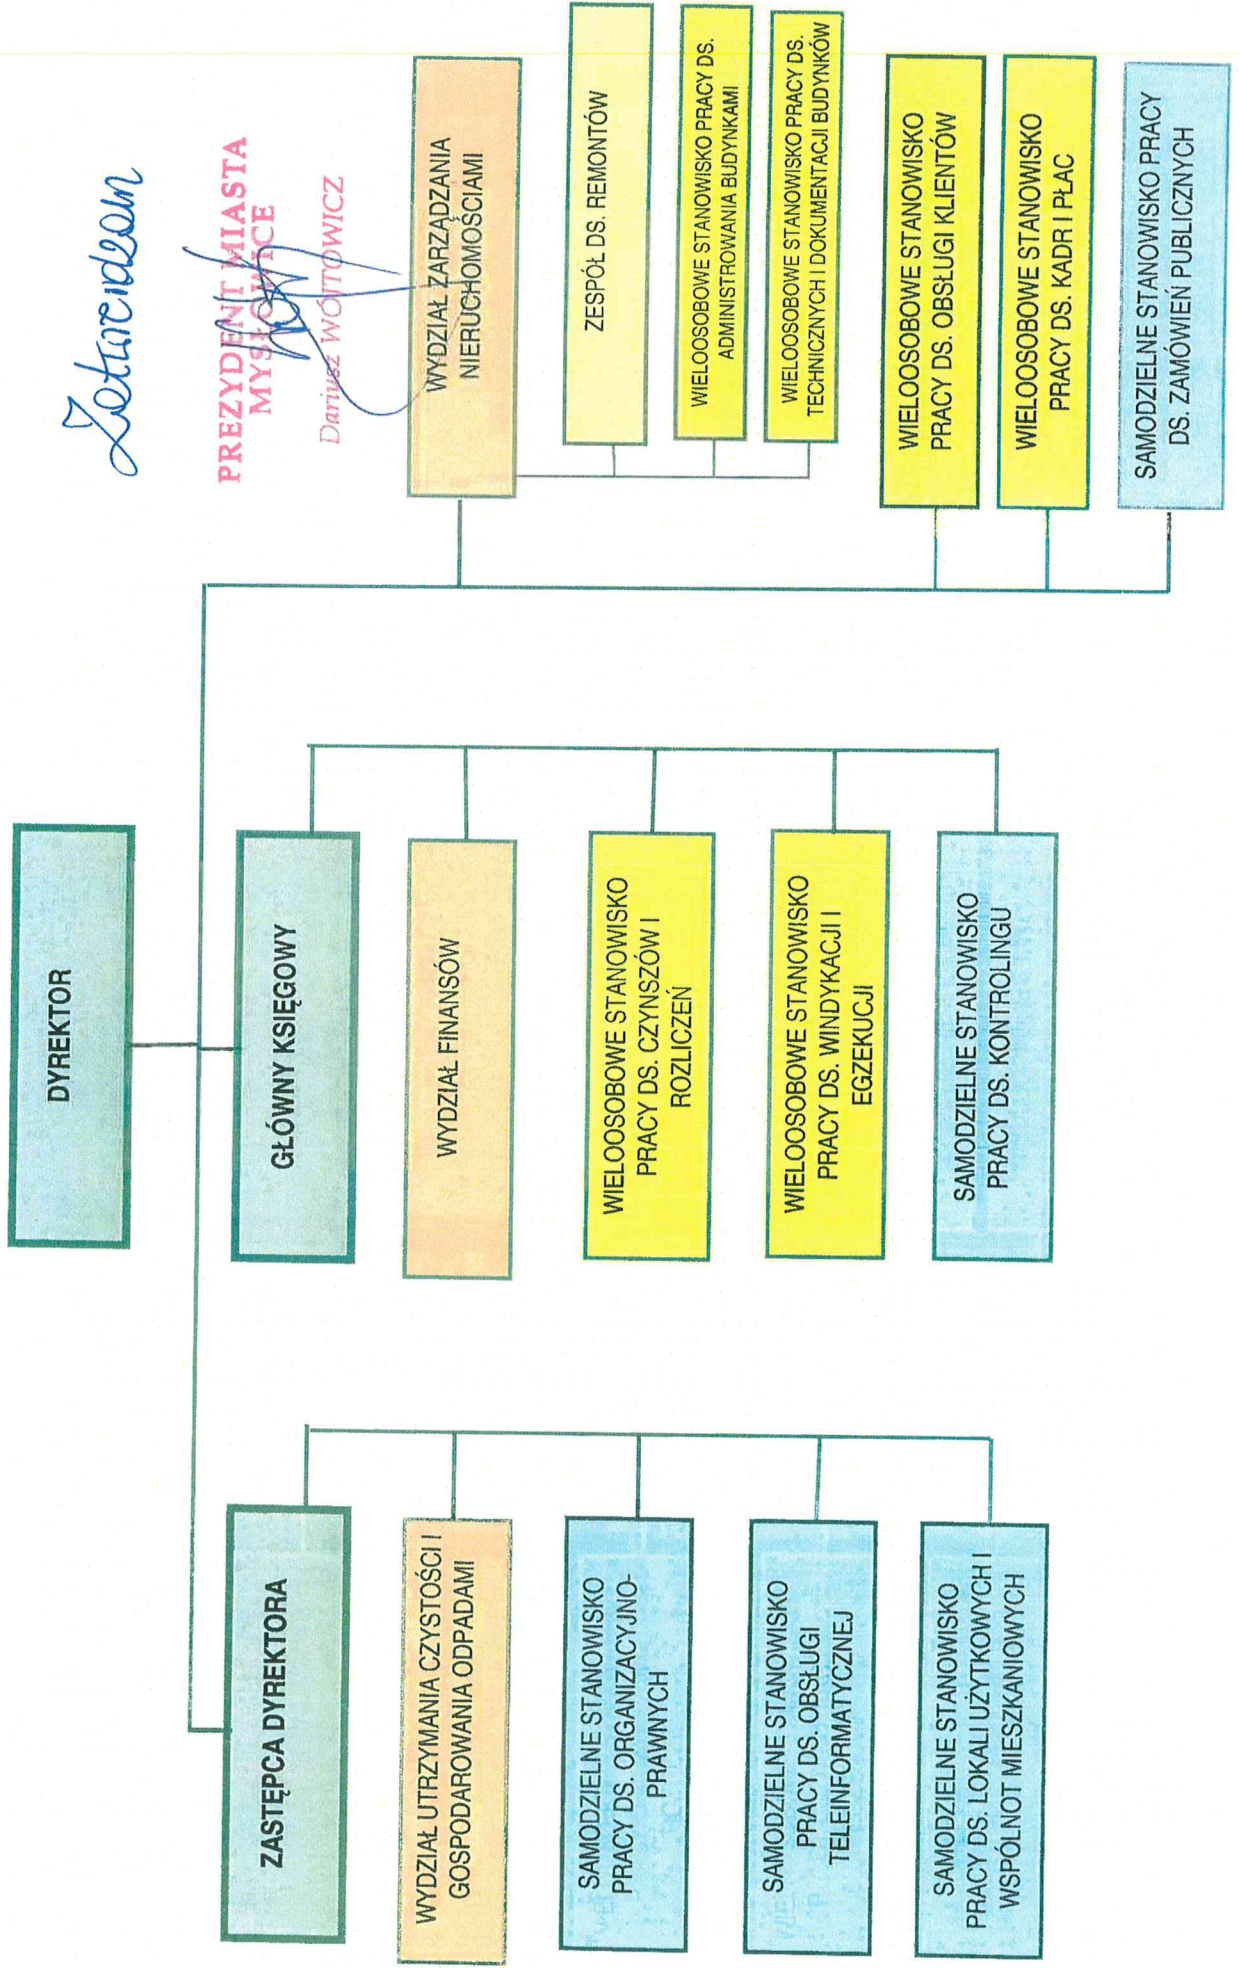 Zatwierdzam
PREZYDENT MIASTA
MYSŁOWICE
Dariusz WÓJTOWICZ
DYREKTOR
ZASTĘPCA DYREKTORA
WYDZIAŁ UTRZYMANIA CZYSTOŚCI I
GOSPODAROWANIA ODPADAMI
SAMODZIELNE STANOWISKO
PRACY DS. ORGANIZACYJNO-
PRAWNYCH
SAMODZIELNE STANOWISKO
PRACY DS. OBSŁUGI
TELEINFORMATYCZNEJ
SAMODZIELNE STANOWISKO
PRACY DS. LOKALI UŻYTKOWYCH I
WSPÓLNOT MIESZKANIOWYCH
GŁÓWNY KSIĘGOWY
WYDZIAŁ FINANSÓW
WIELOOSOBOWE STANOWISKO
PRACY DS. CZYNSZÓW I
ROZLICZEŃ
WIELOOSOBOWE STANOWISKO
PRACY DS. WINDYKACJI I
EGZEKUCJI
SAMODZIELNE STANOWISKO
PRACY DS. KONTROLINGU
WYDZIAŁ ZARZĄDZANIA
NIERUCHOMOŚCIAMI
ZESPÓŁ DS. REMONTÓW
WIELOOSOBOWE STANOWISKO PRACY DS.
ADMINISTROWANIA BUDYNKAMI
WIELOOSOBOWE STANOWISKO PRACY DS.
TECHNICZNYCH I DOKUMENTACJI BUDYNKÓW
WIELOOSOBOWE STANOWISKO
PRACY DS. OBSŁUGI KLIENTÓW
WIELOOSOBOWE STANOWISKO
PRACY DS. KADR I PŁAC
SAMODZIELNE STANOWISKO PRACY
DS. ZAMÓWIEŃ PUBLICZNYCH